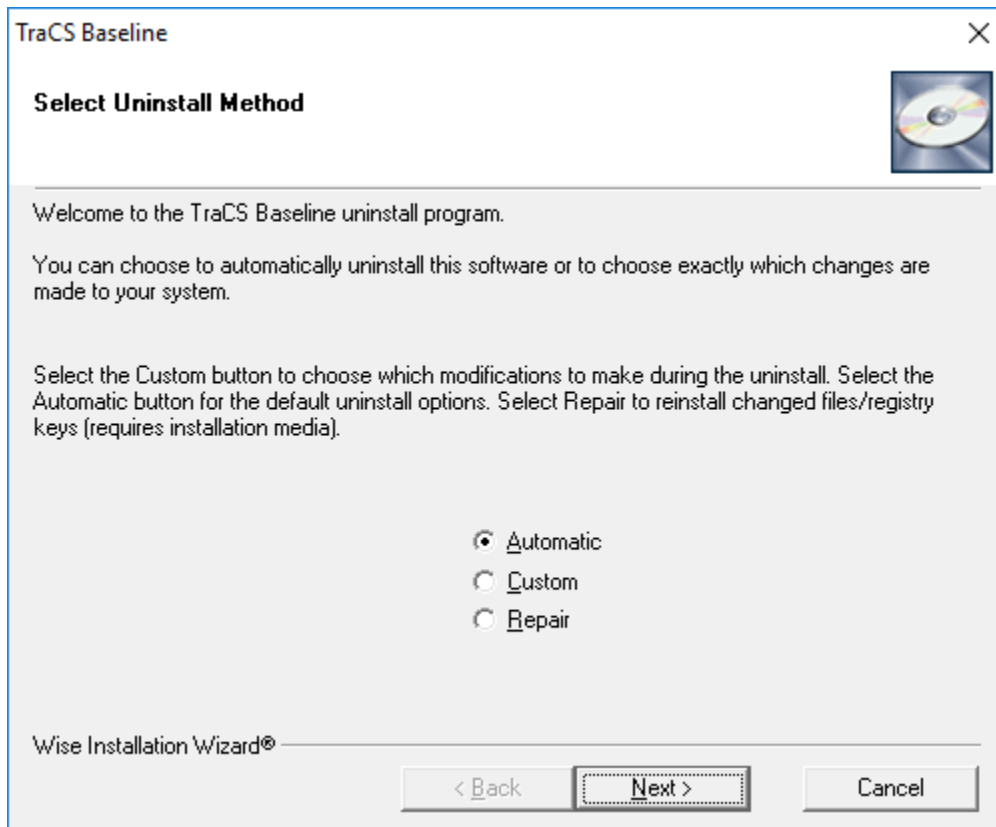 TraCS Baseline
Select Uninstall Method
Welcome to the TraCS Baseline uninstall program.
You can choose to automatically uninstall this software or to choose exactly which changes are
made to your system.
Select the Custom button to choose which modifications to make during the uninstall. Select the
Automatic button for the default uninstall options. Select Repair to reinstall changed files/registry
keys (requires installation media).
Automatic
Custom
Repair
Wise Installation Wizard®
< Back Next > Cancel